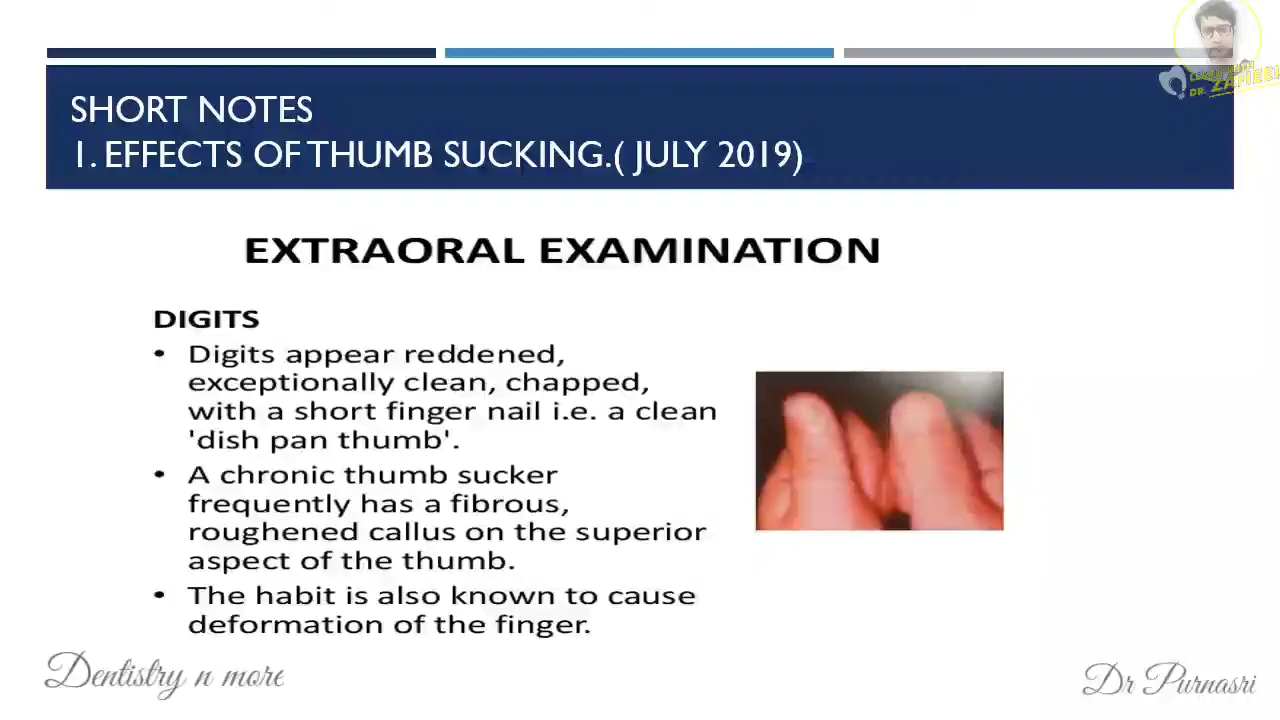 SHORT NOTES
1. EFFECTS OF THUMB SUCKING.( JULY 2019)
EXTRAORAL EXAMINATION
DIGITS
• Digits appear reddened,
exceptionally clean, chapped,
with a short finger nail i.e. a clean
'dish pan thumb'.
• A chronic thumb sucker
frequently has a fibrous,
roughened callus on the superior
aspect of the thumb.
• The habit is also known to cause
deformation of the finger.
Dentistry n more
Dr Purnasri
DR.